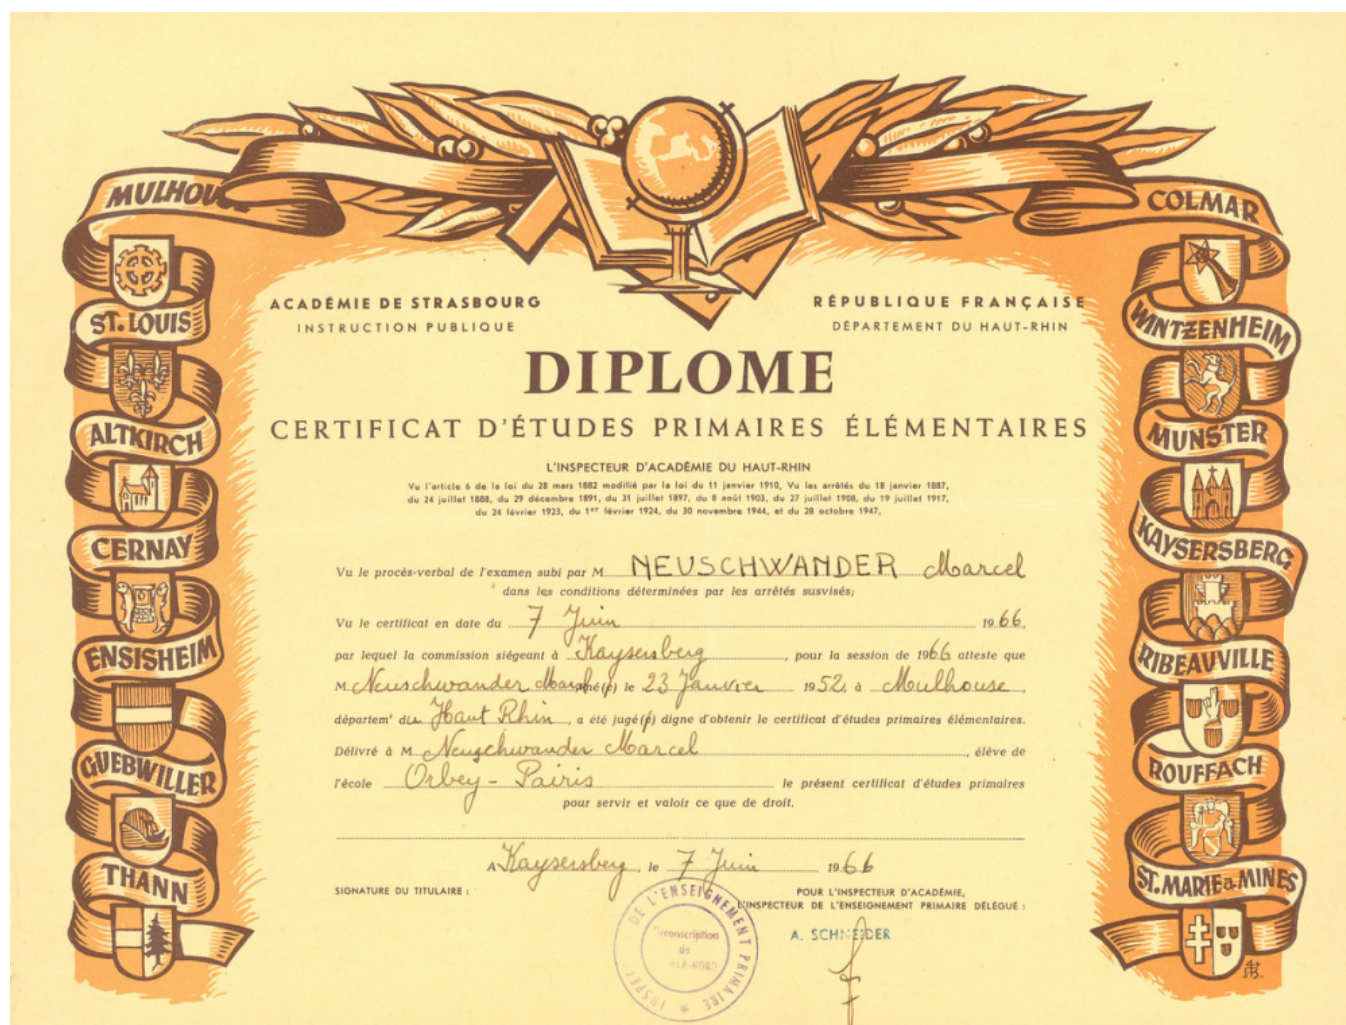 MULHOU
COLMAR
ST. LOUIS
WINTZENHEIM
ALTKIRCH
MUNSTER
CERNAY
KAYSERSBERG
ENSISHEIM
RIBEAUVILLE
GUEBWILLER
ROUFFACH
THANN
ST. MARIE a. MINES
ACADÉMIE DE STRASBOURG
INSTRUCTION PUBLIQUE
RÉPUBLIQUE FRANÇAISE
DÉPARTEMENT DU HAUT-RHIN
DIPLOME
CERTIFICAT D'ÉTUDES PRIMAIRES ÉLÉMENTAIRES
L'INSPECTEUR D'ACADÉMIE DU HAUT-RHIN
Vu l'article 6 de la loi du 28 mars 1882 modifié par la loi du 11 janvier 1910, Vu les arrêtés du 18 janvier 1887,
du 24 juillet 1888, du 29 décembre 1891, du 31 juillet 1897, du 8 août 1903, du 27 juillet 1908, du 19 juillet 1917,
du 24 février 1923, du 1er février 1924, du 30 novembre 1944, et du 28 octobre 1947,
Vu le procès-verbal de l'examen subi par M NEUSCHWANDER Marcel
dans les conditions déterminées par les arrêtés susvisés;
Vu le certificat en date du 7 Juin 1966,
par lequel la commission siégeant à Kaysersberg, pour la session de 1966 atteste que
M. Neuschwander Marcel né(e) le 23 Janvier 1952, à Mulhouse,
départemt du Haut Rhin, a été jugé(e) digne d'obtenir le certificat d'études primaires élémentaires.
Délivré à M. Neuschwander Marcel, élève de
l'école Orbey - Pairis le présent certificat d'études primaires
pour servir et valoir ce que de droit.
A Kaysersberg, le 7 Juin 1966
SIGNATURE DU TITULAIRE :
POUR L'INSPECTEUR D'ACADÉMIE,
L'INSPECTEUR DE L'ENSEIGNEMENT PRIMAIRE DÉLÉGUÉ :
A. SCHNEIDER
DE L'ENSEIGNEMENT PRIMAIRE
Circonscription
de